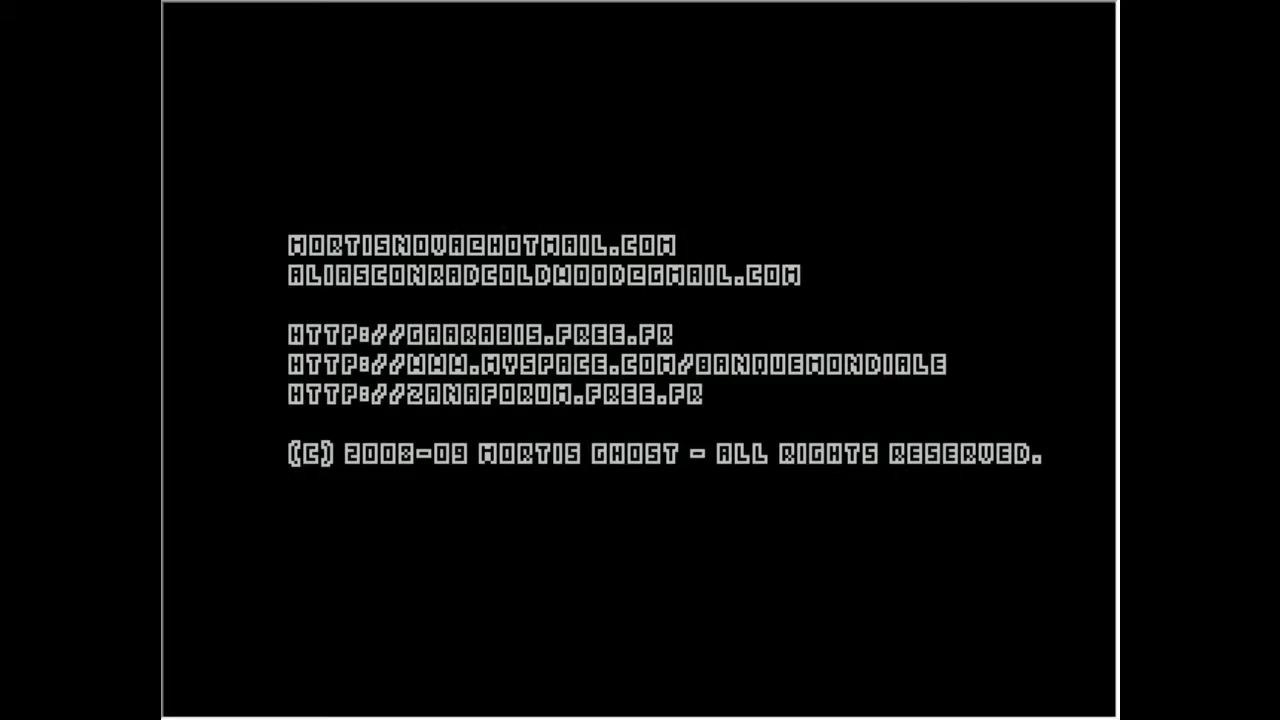 MORTISNOVA@HOTMAIL.COM
ALIASCONRADCOLDWOOD@GMAIL.COM
HTTP://GAARABIS.FREE.FR
HTTP://WWW.MYSPACE.COM/BANQUEMONDIALE
HTTP://ZANAFORUM.FREE.FR
(C) 2008-09 MORTIS GHOST - ALL RIGHTS RESERVED.